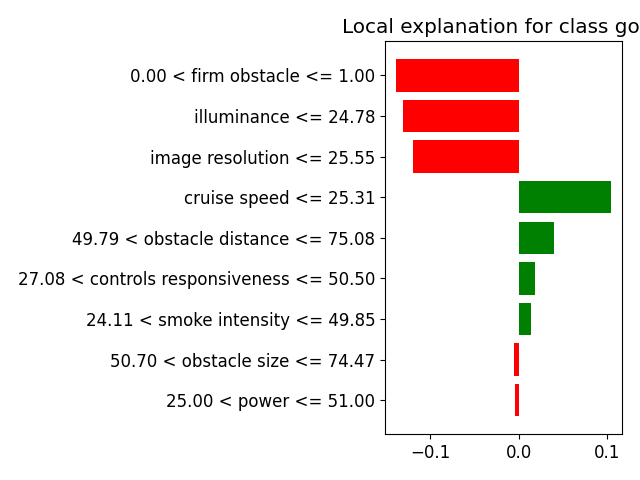 Local explanation for class go
0.00 < firm obstacle <= 1.00
illuminance <= 24.78
image resolution <= 25.55
cruise speed <= 25.31
49.79 < obstacle distance <= 75.08
27.08 < controls responsiveness <= 50.50
24.11 < smoke intensity <= 49.85
50.70 < obstacle size <= 74.47
25.00 < power <= 51.00
−0.1 0.0 0.1